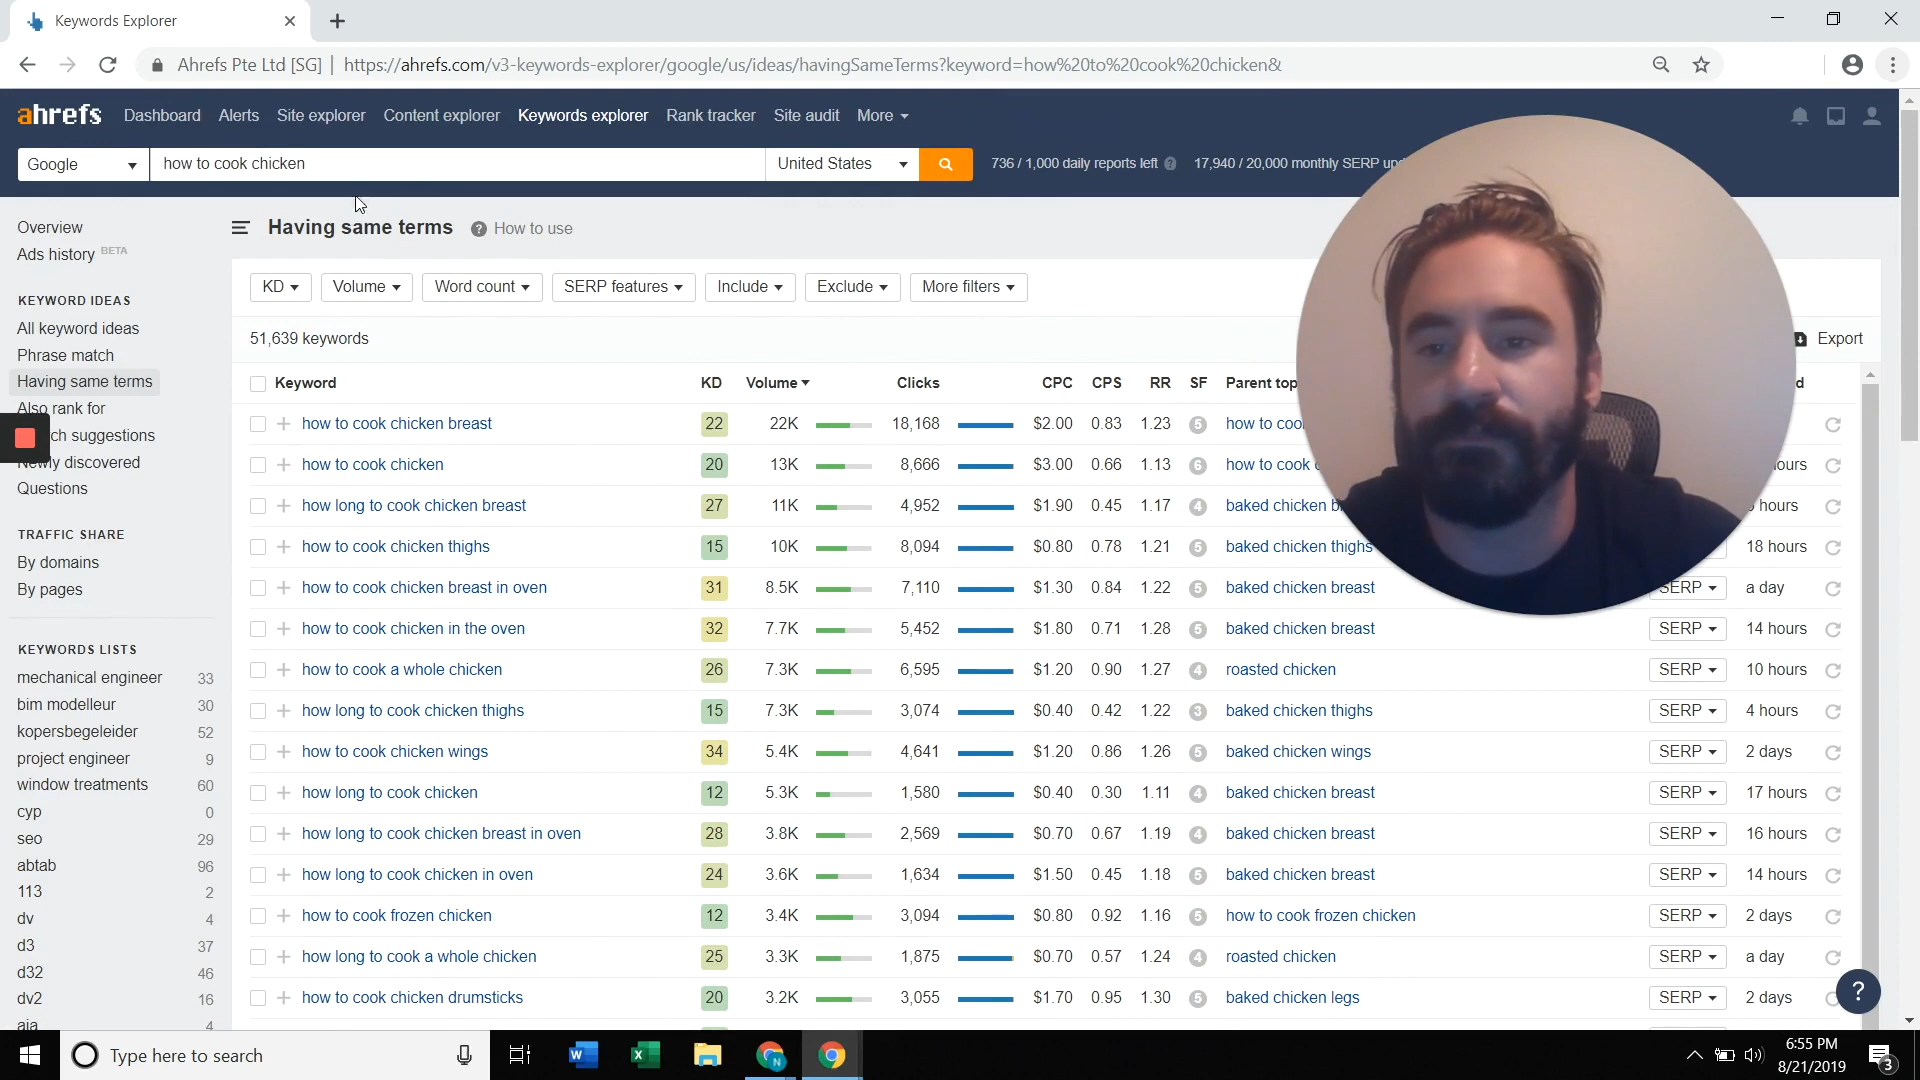 Keywords Explorer
Ahrefs Pte Ltd [SG] | https://ahrefs.com/v3-keywords-explorer/google/us/ideas/havingSameTerms?keyword=how%20to%20cook%20chicken&
ahrefs Dashboard Alerts Site explorer Content explorer Keywords explorer Rank tracker Site audit More
Google how to cook chicken United States 736 / 1,000 daily reports left 17,940 / 20,000 monthly SERP
Overview
Ads history BETA
KEYWORD IDEAS
All keyword ideas
Phrase match
Having same terms
Also rank for
ch suggestions
Newly discovered
Questions
TRAFFIC SHARE
By domains
By pages
KEYWORDS LISTS
mechanical engineer 33
bim modelleur 30
kopersbegeleider 52
project engineer 9
window treatments 60
cyp 0
seo 29
abtab 96
113 2
dv 4
d3 37
d32 46
dv2 16
aia 4
Having same terms ? How to use
KD Volume Word count SERP features Include Exclude More filters
51,639 keywords Export
Keyword KD Volume Clicks CPC CPS RR SF Parent top d
how to cook chicken breast 22 22K 18,168 $2.00 0.83 1.23 5 how to coo
how to cook chicken 20 13K 8,666 $3.00 0.66 1.13 6 how to cook ours
how long to cook chicken breast 27 11K 4,952 $1.90 0.45 1.17 4 baked chicken b hours
how to cook chicken thighs 15 10K 8,094 $0.80 0.78 1.21 5 baked chicken thighs 18 hours
how to cook chicken breast in oven 31 8.5K 7,110 $1.30 0.84 1.22 5 baked chicken breast SERP a day
how to cook chicken in the oven 32 7.7K 5,452 $1.80 0.71 1.28 5 baked chicken breast SERP 14 hours
how to cook a whole chicken 26 7.3K 6,595 $1.20 0.90 1.27 4 roasted chicken SERP 10 hours
how long to cook chicken thighs 15 7.3K 3,074 $0.40 0.42 1.22 3 baked chicken thighs SERP 4 hours
how to cook chicken wings 34 5.4K 4,641 $1.20 0.86 1.26 5 baked chicken wings SERP 2 days
how long to cook chicken 12 5.3K 1,580 $0.40 0.30 1.11 4 baked chicken breast SERP 17 hours
how long to cook chicken breast in oven 28 3.8K 2,569 $0.70 0.67 1.19 4 baked chicken breast SERP 16 hours
how long to cook chicken in oven 24 3.6K 1,634 $1.50 0.45 1.18 5 baked chicken breast SERP 14 hours
how to cook frozen chicken 12 3.4K 3,094 $0.80 0.92 1.16 5 how to cook frozen chicken SERP 2 days
how long to cook a whole chicken 25 3.3K 1,875 $0.70 0.57 1.24 4 roasted chicken SERP a day
how to cook chicken drumsticks 20 3.2K 3,055 $1.70 0.95 1.30 5 baked chicken legs SERP 2 days
?
Type here to search
6:55 PM
8/21/2019
3